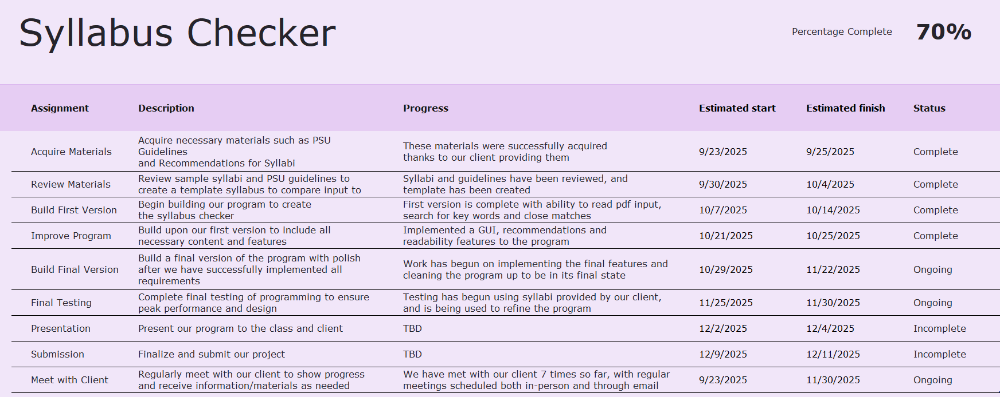 Syllabus Checker
Percentage Complete 70%
Assignment Description Progress Estimated start Estimated finish Status
Acquire Materials
Acquire necessary materials such as PSU
Guidelines
and Recommendations for Syllabi
These materials were successfully acquired
thanks to our client providing them
9/23/2025 9/25/2025 Complete
Review Materials
Review sample syllabi and PSU guidelines to
create a template syllabus to compare input to
Syllabi and guidelines have been reviewed, and
template has been created
9/30/2025 10/4/2025 Complete
Build First Version
Begin building our program to create
the syllabus checker
First version is complete with ability to read pdf input,
search for key words and close matches
10/7/2025 10/14/2025 Complete
Improve Program
Build upon our first version to include all
necessary content and features
Implemented a GUI, recommendations and
readability features to the program
10/21/2025 10/25/2025 Complete
Build Final Version
Build a final version of the program with polish
after we have successfully implemented all
requirements
Work has begun on implementing the final features and
cleaning the program up to be in its final state
10/29/2025 11/22/2025 Ongoing
Final Testing
Complete final testing of programming to ensure
peak performance and design
Testing has begun using syllabi provided by our client,
and is being used to refine the program
11/25/2025 11/30/2025 Ongoing
Presentation
Present our program to the class and client
TBD
12/2/2025 12/4/2025 Incomplete
Submission
Finalize and submit our project
TBD
12/9/2025 12/11/2025 Incomplete
Meet with Client
Regularly meet with our client to show progress
and receive information/materials as needed
We have met with our client 7 times so far, with regular
meetings scheduled both in-person and through email
9/23/2025 11/30/2025 Ongoing